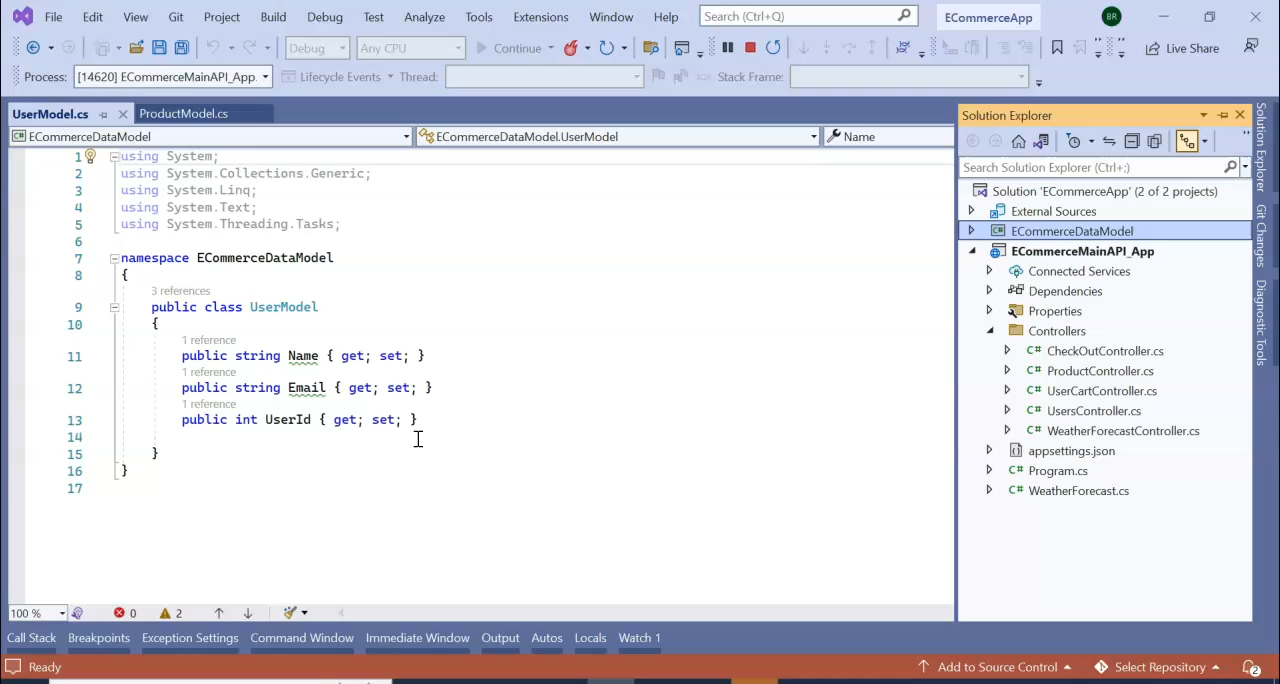 File Edit View Git Project Build Debug Test Analyze Tools Extensions Window Help Search (Ctrl+Q) ECommerceApp BR
Debug Any CPU Continue Live Share
Process: [14620] ECommerceMainAPI_App. Lifecycle Events Thread: Stack Frame:
UserModel.cs ProductModel.cs
ECommerceDataModel ECommerceDataModel.UserModel Name
1 using System;
2 using System.Collections.Generic;
3 using System.Linq;
4 using System.Text;
5 using System.Threading.Tasks;
6
7 namespace ECommerceDataModel
8 {
3 references
9 public class UserModel
10 {
1 reference
11 public string Name { get; set; }
1 reference
12 public string Email { get; set; }
1 reference
13 public int UserId { get; set; }
14
15 }
16 }
17
100 % 0 2
Solution Explorer
Search Solution Explorer (Ctrl+;)
Solution 'ECommerceApp' (2 of 2 projects)
External Sources
C# ECommerceDataModel
ECommerceMainAPI_App
Connected Services
Dependencies
Properties
Controllers
C# CheckOutController.cs
C# ProductController.cs
C# UserCartController.cs
C# UsersController.cs
C# WeatherForecastController.cs
appsettings.json
C# Program.cs
C# WeatherForecast.cs
Solution Explorer
Git Changes
Diagnostic Tools
Call Stack Breakpoints Exception Settings Command Window Immediate Window Output Autos Locals Watch 1
Ready Add to Source Control Select Repository 2